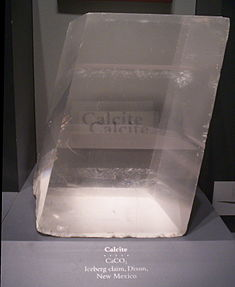 Calcite
Calcite
Calcite
CaCO₃
Iceberg claim, Dixon,
New Mexico